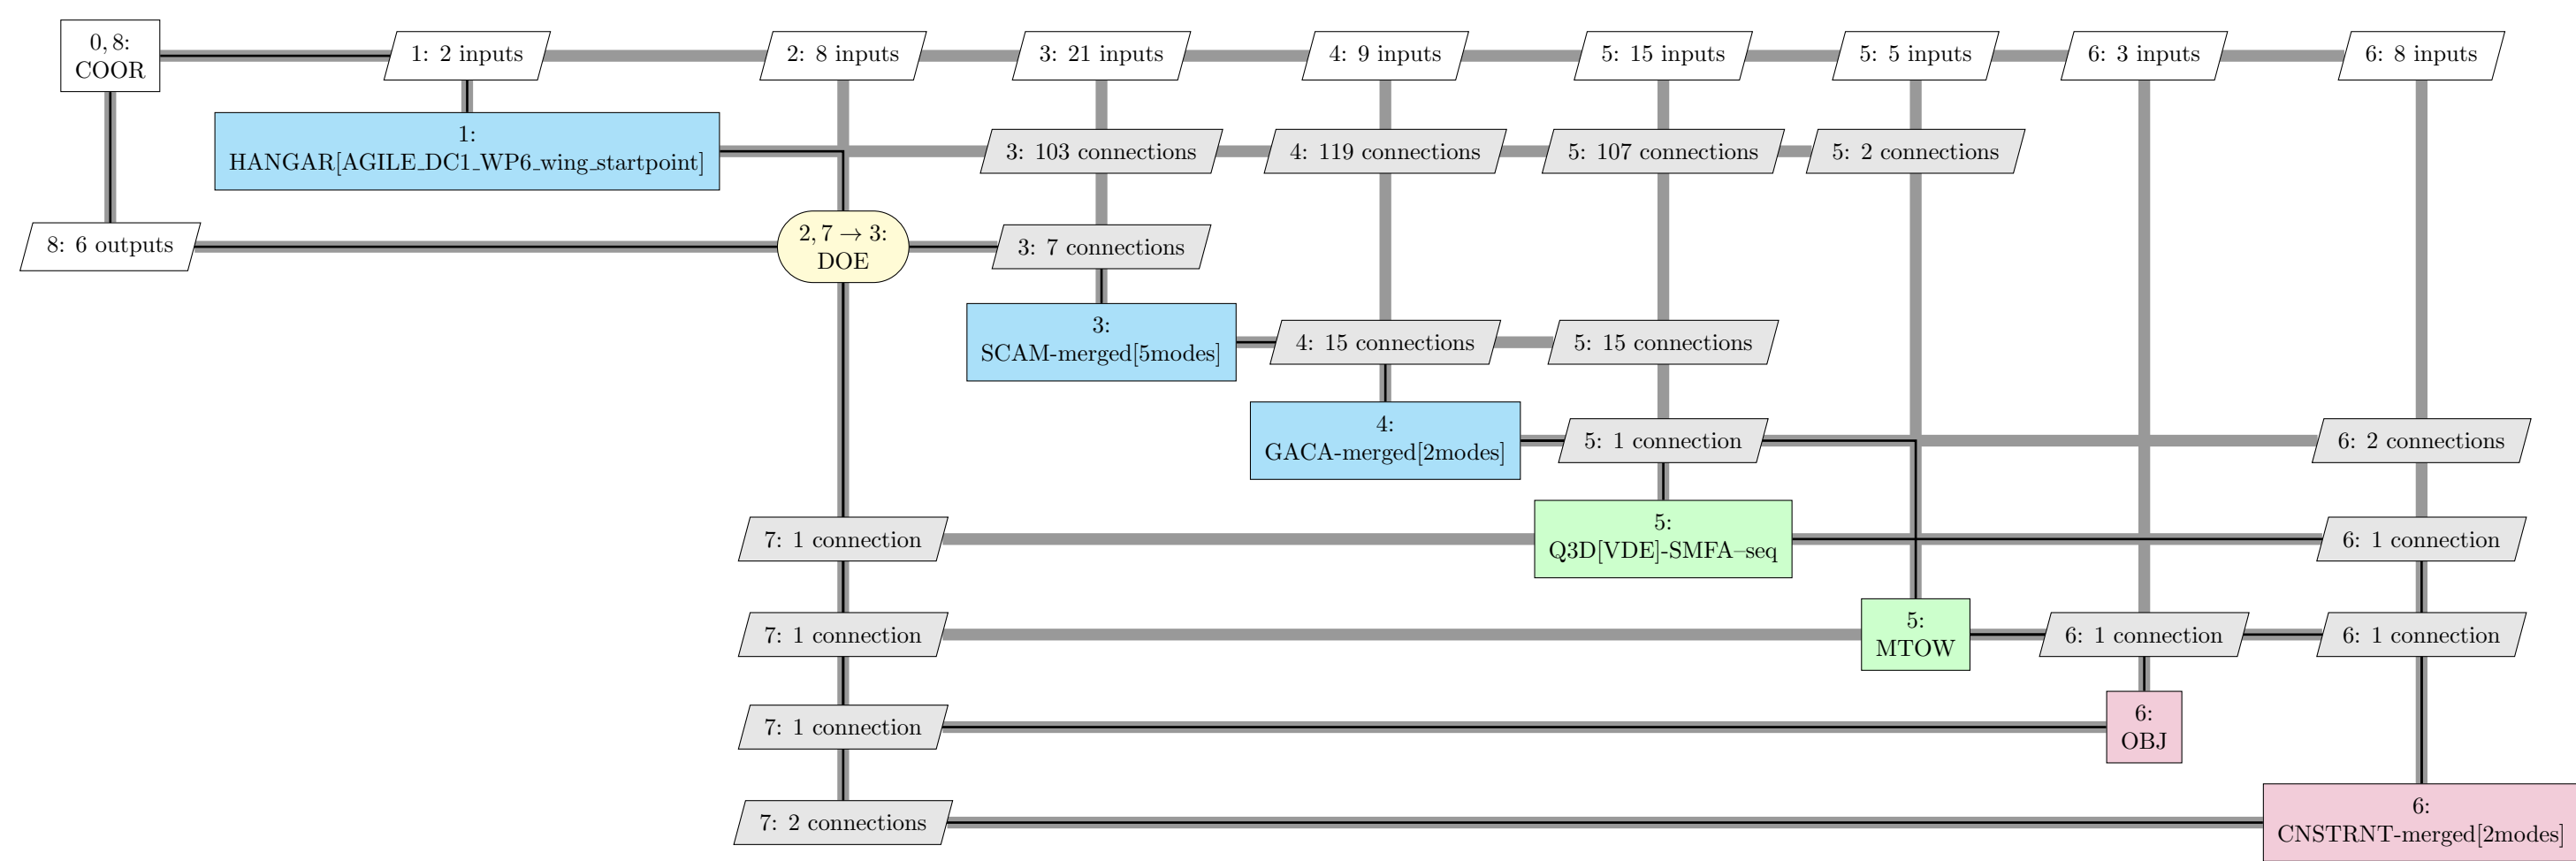 0, 8:
COOR
1: 2 inputs
2: 8 inputs
3: 21 inputs
4: 9 inputs
5: 15 inputs
5: 5 inputs
6: 3 inputs
6: 8 inputs
1:
HANGAR[AGILE_DC1_WP6_wing_startpoint]
3: 103 connections
4: 119 connections
5: 107 connections
5: 2 connections
8: 6 outputs
2, 7 → 3:
DOE
3: 7 connections
3:
SCAM-merged[5modes]
4: 15 connections
5: 15 connections
4:
GACA-merged[2modes]
5: 1 connection
6: 2 connections
7: 1 connection
5:
Q3D[VDE]-SMFA–seq
6: 1 connection
7: 1 connection
5:
MTOW
6: 1 connection
6: 1 connection
7: 1 connection
6:
OBJ
7: 2 connections
6:
CNSTRNT-merged[2modes]